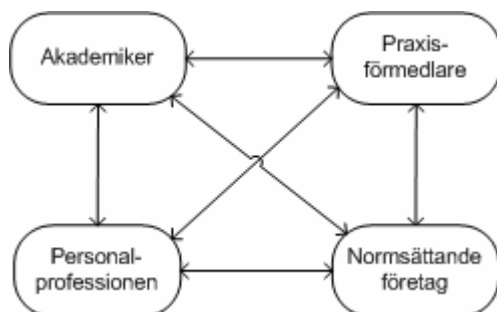 Akademiker
Praxis-
förmedlare
Personal-
professionen
Normsättande
företag